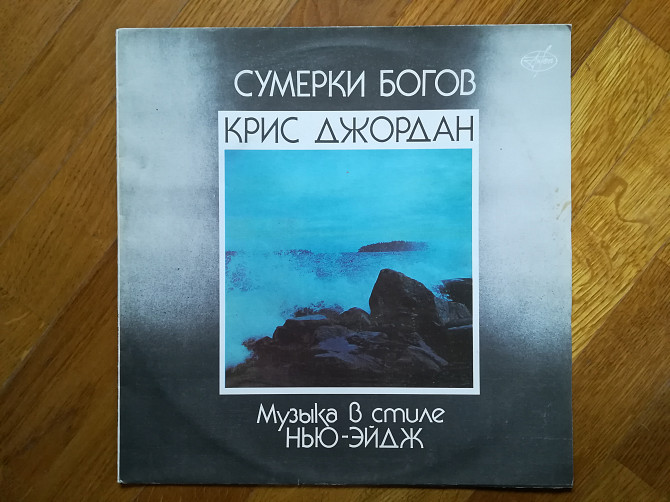 СУМЕРКИ БОГОВ
КРИС ДЖОРДАН
Музыка в стиле
НЬЮ-ЭЙДЖ